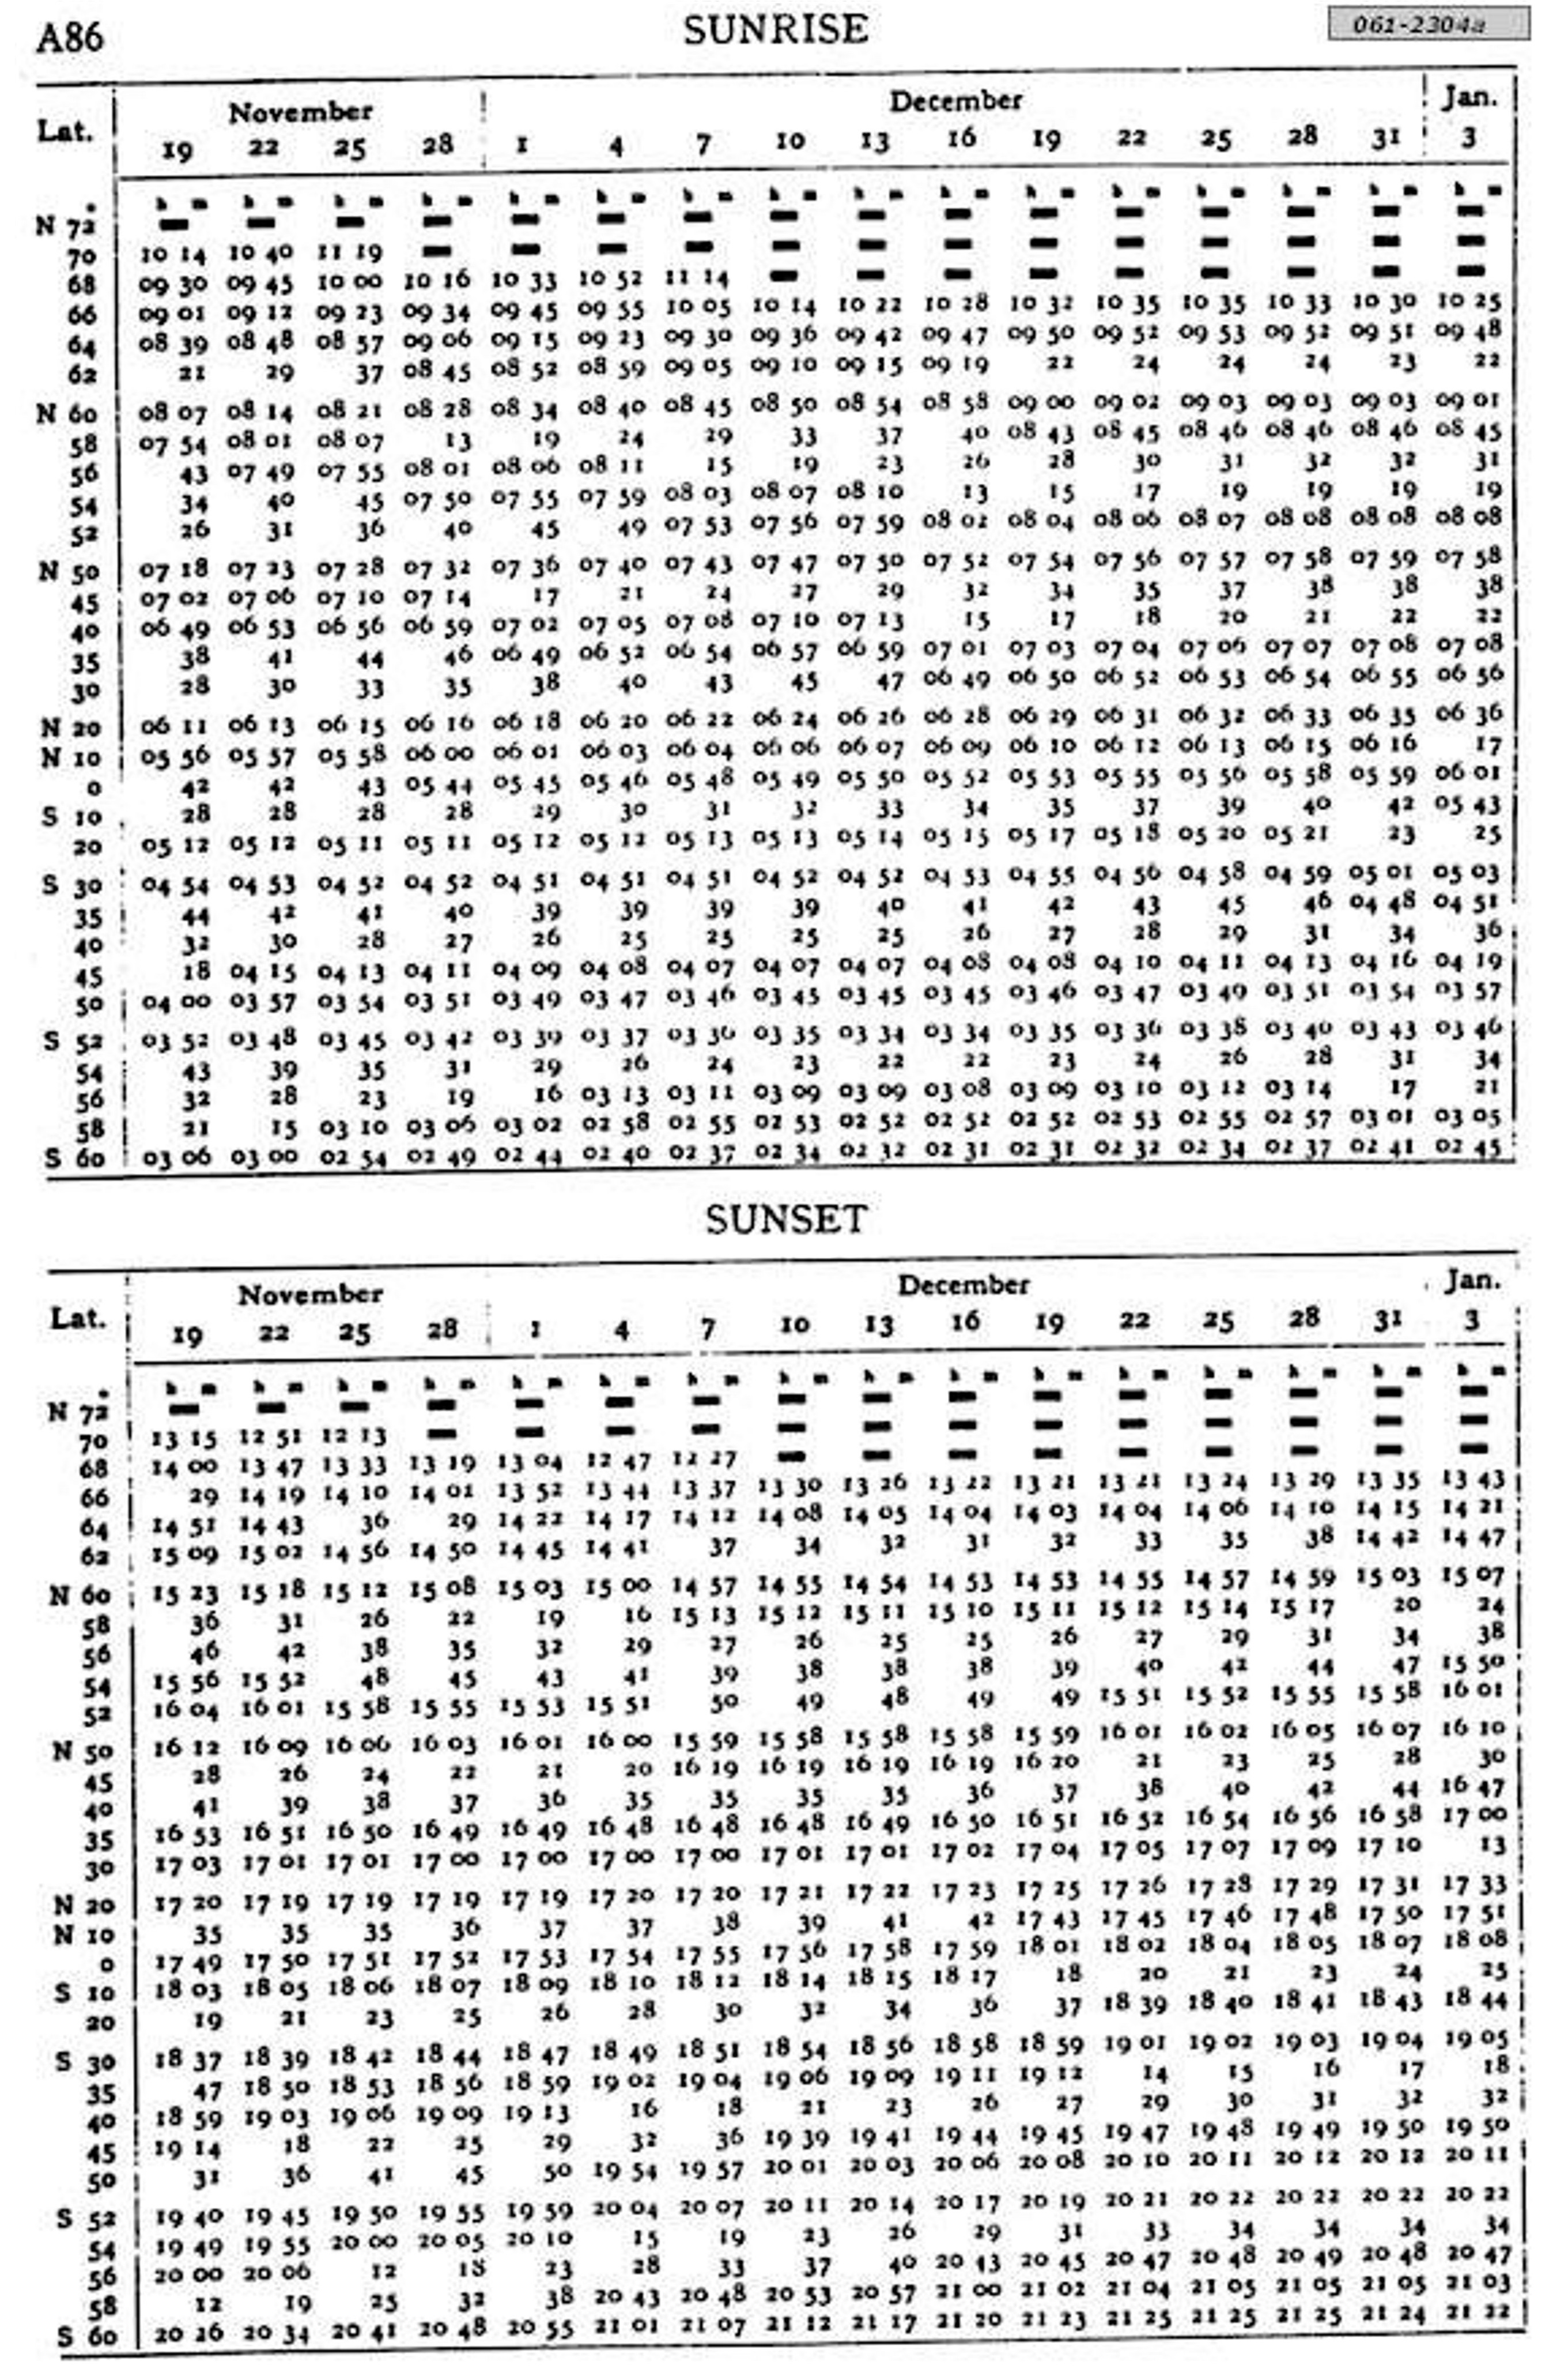 A86 SUNRISE 061-2304a
Lat. November December Jan.
19 22 25 28 1 4 7 10 13 16 19 22 25 28 31 3
h m h m h m h m h m h m h m h m h m h m h m h m h m h m h m h m
N 72 — — — — — — — — — — — — — — — —
70 10 14 10 40 11 19 — — — — — — — — — — — — —
68 09 30 09 45 10 00 10 16 10 33 10 52 11 14 — — — — — — — — —
66 09 01 09 12 09 23 09 34 09 45 09 55 10 05 10 14 10 22 10 28 10 32 10 35 10 35 10 33 10 30 10 25
64 08 39 08 48 08 57 09 06 09 15 09 23 09 30 09 36 09 42 09 47 09 50 09 52 09 53 09 52 09 51 09 48
62 21 29 37 08 45 08 52 08 59 09 05 09 10 09 15 09 19 22 24 24 24 23 22
N 60 08 07 08 14 08 21 08 28 08 34 08 40 08 45 08 50 08 54 08 58 09 00 09 02 09 03 09 03 09 03 09 01
58 07 54 08 01 08 07 13 19 24 29 33 37 40 08 43 08 45 08 46 08 46 08 46 08 45
56 43 07 49 07 55 08 01 08 06 08 11 15 19 23 26 28 30 31 32 32 31
54 34 40 45 07 50 07 55 07 59 08 03 08 07 08 10 13 15 17 19 19 19 19
52 26 31 36 40 45 49 07 53 07 56 07 59 08 02 08 04 08 06 08 07 08 08 08 08 08 08
N 50 07 18 07 23 07 28 07 32 07 36 07 40 07 43 07 47 07 50 07 52 07 54 07 56 07 57 07 58 07 59 07 58
45 07 02 07 06 07 10 07 14 17 21 24 27 29 32 34 35 37 38 38 38
40 06 49 06 53 06 56 06 59 07 02 07 05 07 08 07 10 07 13 15 17 18 20 21 22 22
35 38 41 44 46 06 49 06 52 06 54 06 57 06 59 07 01 07 03 07 04 07 06 07 07 07 08 07 08
30 28 30 33 35 38 40 43 45 47 06 49 06 50 06 52 06 53 06 54 06 55 06 56
N 20 06 11 06 13 06 15 06 16 06 18 06 20 06 22 06 24 06 26 06 28 06 29 06 31 06 32 06 33 06 35 06 36
N 10 05 56 05 57 05 58 06 00 06 01 06 03 06 04 06 06 06 07 06 09 06 10 06 12 06 13 06 15 06 16 17
0 42 42 43 05 44 05 45 05 46 05 48 05 49 05 50 05 52 05 53 05 55 05 56 05 58 05 59 06 01
S 10 28 28 28 28 29 30 31 32 33 34 35 37 39 40 42 05 43
20 05 12 05 12 05 11 05 11 05 12 05 12 05 13 05 13 05 14 05 15 05 17 05 18 05 20 05 21 23 25
S 30 04 54 04 53 04 52 04 52 04 51 04 51 04 51 04 52 04 52 04 53 04 55 04 56 04 58 04 59 05 01 05 03
35 44 42 41 40 39 39 39 39 40 41 42 43 45 46 04 48 04 51
40 32 30 28 27 26 25 25 25 25 26 27 28 29 31 34 36
45 18 04 15 04 13 04 11 04 09 04 08 04 07 04 07 04 07 04 08 04 08 04 10 04 11 04 13 04 16 04 19
50 04 00 03 57 03 54 03 51 03 49 03 47 03 46 03 45 03 45 03 45 03 46 03 47 03 49 03 51 03 54 03 57
S 52 03 52 03 48 03 45 03 42 03 39 03 37 03 36 03 35 03 34 03 34 03 35 03 36 03 38 03 40 03 43 03 46
54 43 39 35 31 29 26 24 23 22 22 23 24 26 28 31 34
56 32 28 23 19 16 03 13 03 11 03 09 03 09 03 08 03 09 03 10 03 12 03 14 17 21
58 21 15 03 10 03 06 03 02 02 58 02 55 02 53 02 52 02 52 02 52 02 53 02 55 02 57 03 01 03 05
S 60 03 06 03 00 02 54 02 49 02 44 02 40 02 37 02 34 02 32 02 31 02 31 02 32 02 34 02 37 02 41 02 45
SUNSET
Lat. November December Jan.
19 22 25 28 1 4 7 10 13 16 19 22 25 28 31 3
h m h m h m h m h m h m h m h m h m h m h m h m h m h m h m h m
N 72 — — — — — — — — — — — — — — — —
70 13 15 12 51 12 13 — — — — — — — — — — — — —
68 14 00 13 47 13 33 13 19 13 04 12 47 12 27 — — — — — — — — —
66 29 14 19 14 10 14 01 13 52 13 44 13 37 13 30 13 26 13 22 13 21 13 21 13 24 13 29 13 35 13 43
64 14 51 14 43 36 29 14 22 14 17 14 12 14 08 14 05 14 04 14 03 14 04 14 06 14 10 14 15 14 21
62 15 09 15 02 14 56 14 50 14 45 14 41 37 34 32 31 32 33 35 38 14 42 14 47
N 60 15 23 15 18 15 12 15 08 15 03 15 00 14 57 14 55 14 54 14 53 14 53 14 55 14 57 14 59 15 03 15 07
58 36 31 26 22 19 16 15 13 15 12 15 11 15 10 15 11 15 12 15 14 15 17 20 24
56 46 42 38 35 32 29 27 26 25 25 26 27 29 31 34 38
54 15 56 15 52 48 45 43 41 39 38 38 38 39 40 42 44 47 15 50
52 16 04 16 01 15 58 15 55 15 53 15 51 50 49 48 49 49 15 51 15 52 15 55 15 58 16 01
N 50 16 12 16 09 16 06 16 03 16 01 16 00 15 59 15 58 15 58 15 58 15 59 16 01 16 02 16 05 16 07 16 10
45 28 26 24 22 21 20 16 19 16 19 16 19 16 19 16 20 21 23 25 28 30
40 41 39 38 37 36 35 35 35 35 36 37 38 40 42 44 16 47
35 16 53 16 51 16 50 16 49 16 49 16 48 16 48 16 48 16 49 16 50 16 51 16 52 16 54 16 56 16 58 17 00
30 17 03 17 01 17 01 17 00 17 00 17 00 17 00 17 01 17 01 17 02 17 04 17 05 17 07 17 09 17 10 13
N 20 17 20 17 19 17 19 17 19 17 19 17 20 17 20 17 21 17 22 17 23 17 25 17 26 17 28 17 29 17 31 17 33
N 10 35 35 35 36 37 37 38 39 41 42 17 43 17 45 17 46 17 48 17 50 17 51
0 17 49 17 50 17 51 17 52 17 53 17 54 17 55 17 56 17 58 17 59 18 01 18 02 18 04 18 05 18 07 18 08
S 10 18 03 18 05 18 06 18 07 18 09 18 10 18 12 18 14 18 15 18 17 18 20 21 23 24 25
20 19 21 23 25 26 28 30 32 34 36 37 18 39 18 40 18 41 18 43 18 44
S 30 18 37 18 39 18 42 18 44 18 47 18 49 18 51 18 54 18 56 18 58 18 59 19 01 19 02 19 03 19 04 19 05
35 47 18 50 18 53 18 56 18 59 19 02 19 04 19 06 19 09 19 11 19 12 14 15 16 17 18
40 18 59 19 03 19 06 19 09 19 13 16 18 21 23 26 27 29 30 31 32 32
45 19 14 18 22 25 29 32 36 19 39 19 41 19 44 19 45 19 47 19 48 19 49 19 50 19 50
50 31 36 41 45 50 19 54 19 57 20 01 20 03 20 06 20 08 20 10 20 11 20 12 20 12 20 11
S 52 19 40 19 45 19 50 19 55 19 59 20 04 20 07 20 11 20 14 20 17 20 19 20 21 20 22 20 22 20 22 20 22
54 19 49 19 55 20 00 20 05 20 10 15 19 23 26 29 31 33 34 34 34 34
56 20 00 20 06 12 18 23 28 33 37 40 20 43 20 45 20 47 20 48 20 49 20 48 20 47
58 12 19 25 32 38 20 43 20 48 20 53 20 57 21 00 21 02 21 04 21 05 21 05 21 05 21 03
S 60 20 26 20 34 20 41 20 48 20 55 21 01 21 07 21 12 21 17 21 20 21 23 21 25 21 25 21 25 21 24 21 22